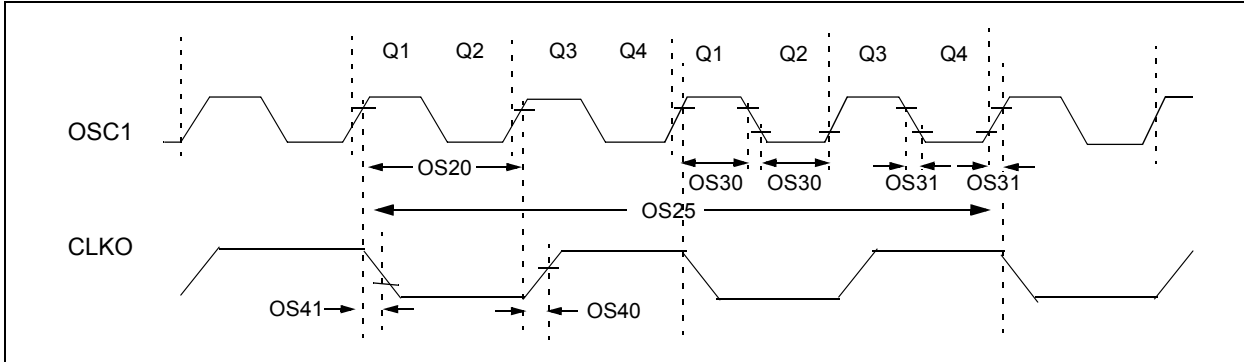 Q1 Q2 Q3 Q4 Q1 Q2 Q3 Q4
OSC1
OS20
OS30 OS30 OS31 OS31
OS25
CLKO
OS41 OS40